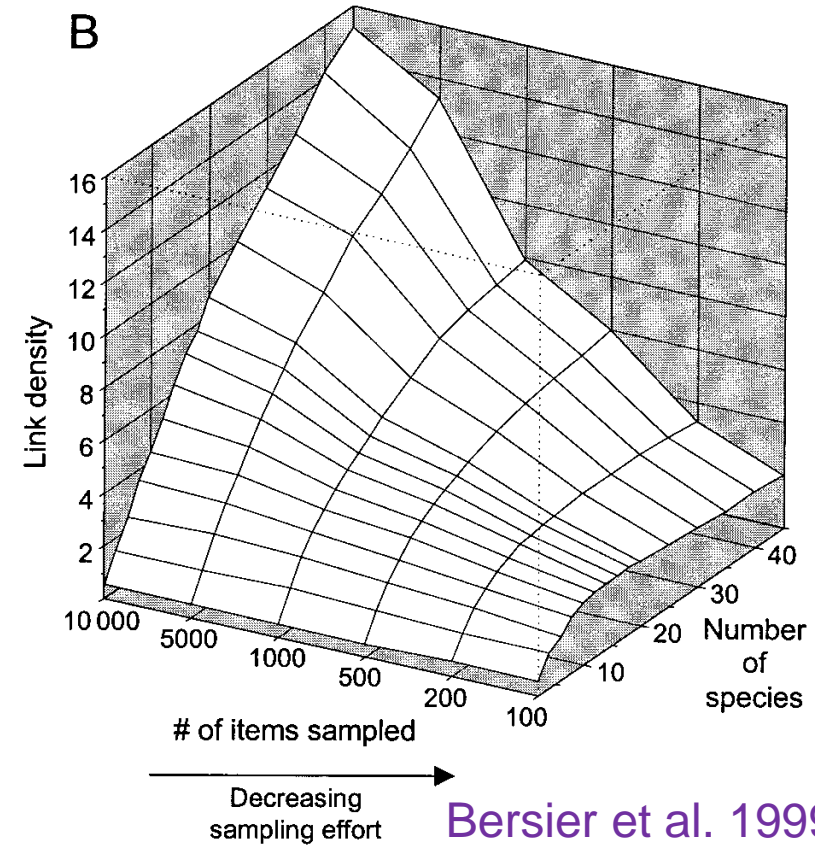 B
16
14
12
10
8
6
4
2
Link density
10 000
5000
1000
500
200
100
# of items sampled
10
20
30
40
Number
of
species
Decreasing
sampling effort
Bersier et al. 1999